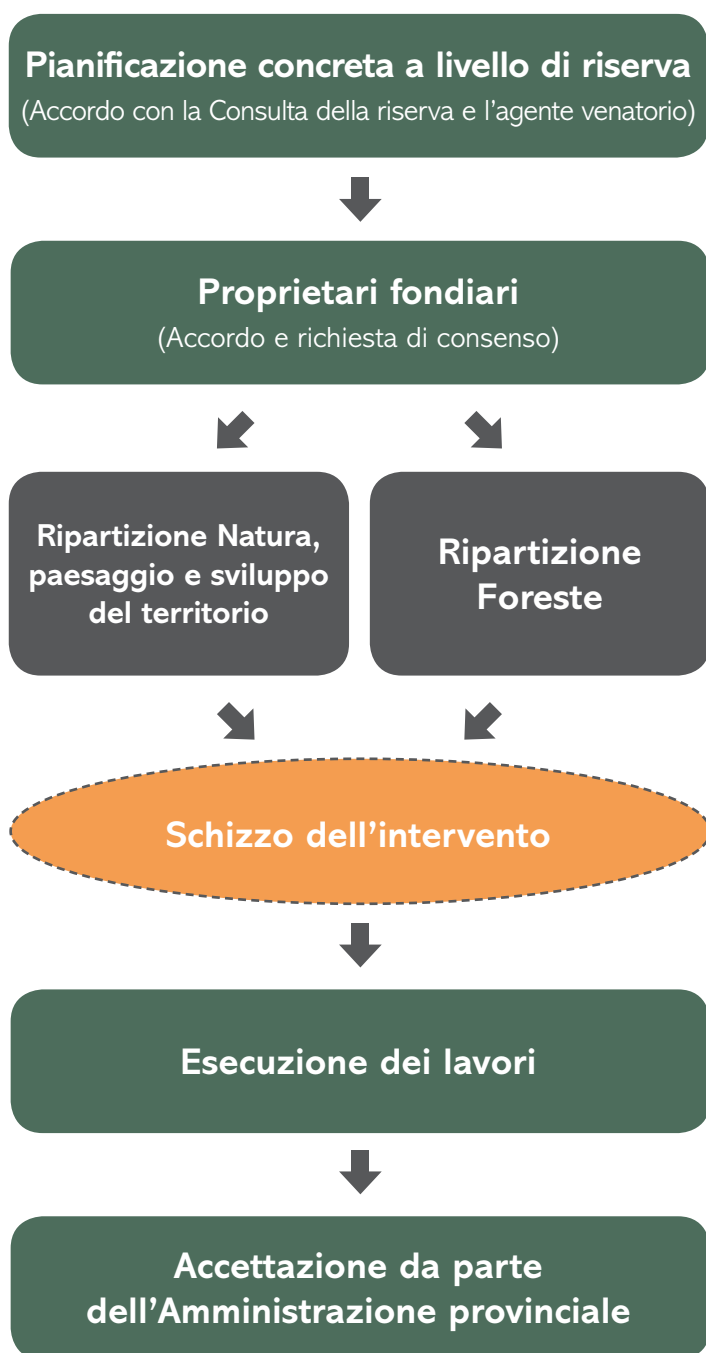 Pianificazione concreta a livello di riserva
(Accordo con la Consulta della riserva e l’agente venatorio)
Proprietari fondiari
(Accordo e richiesta di consenso)
Ripartizione Natura,
paesaggio e sviluppo
del territorio
Ripartizione
Foreste
Schizzo dell’intervento
Esecuzione dei lavori
Accettazione da parte
dell’Amministrazione provinciale